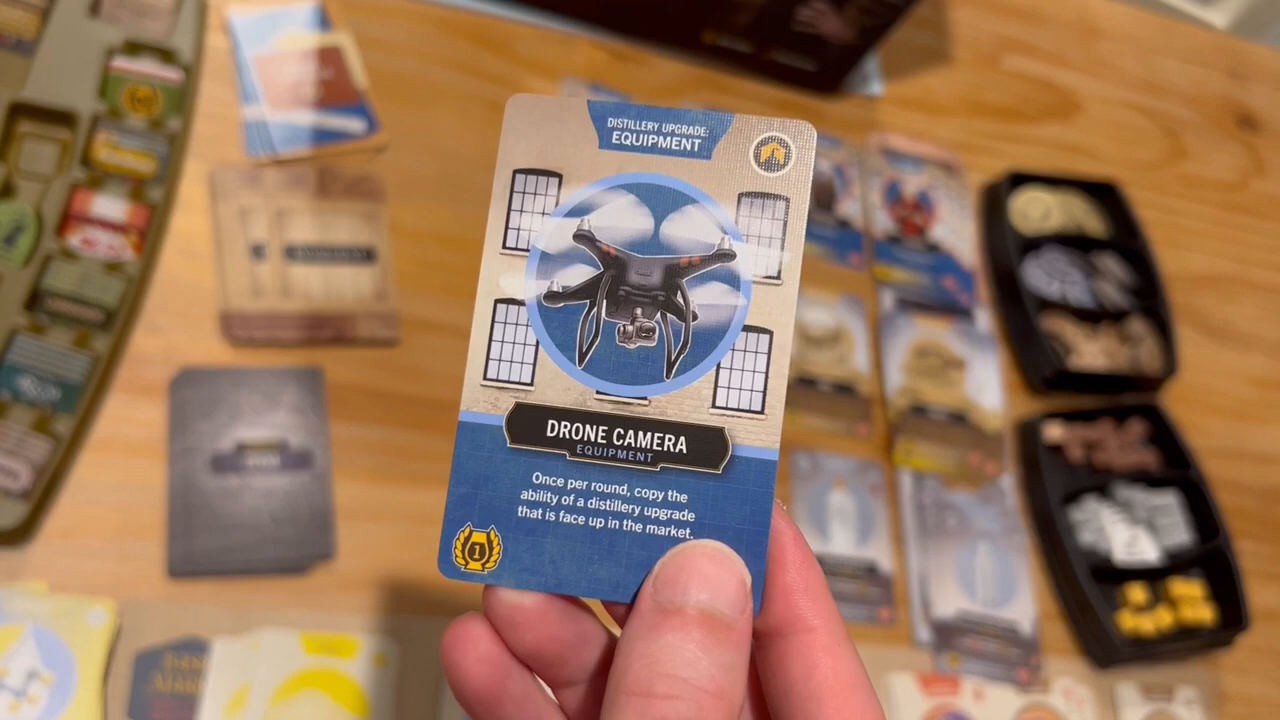 DISTILLERY UPGRADE:
EQUIPMENT
DRONE CAMERA
EQUIPMENT
Once per round, copy the
ability of a distillery upgrade
that is face up in the market.
1